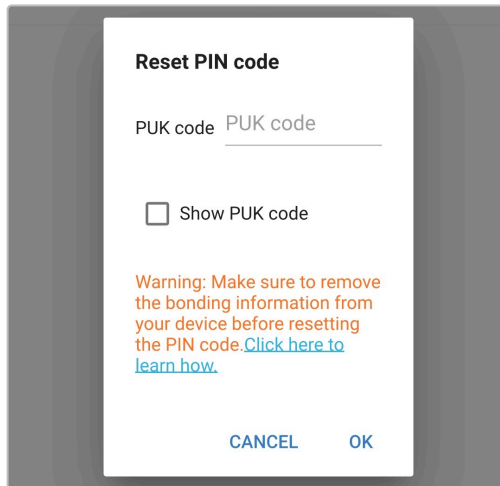 Reset PIN code
PUK code PUK code
Show PUK code
Warning: Make sure to remove
the bonding information from
your device before resetting
the PIN code.Click here to
learn how.
CANCEL OK